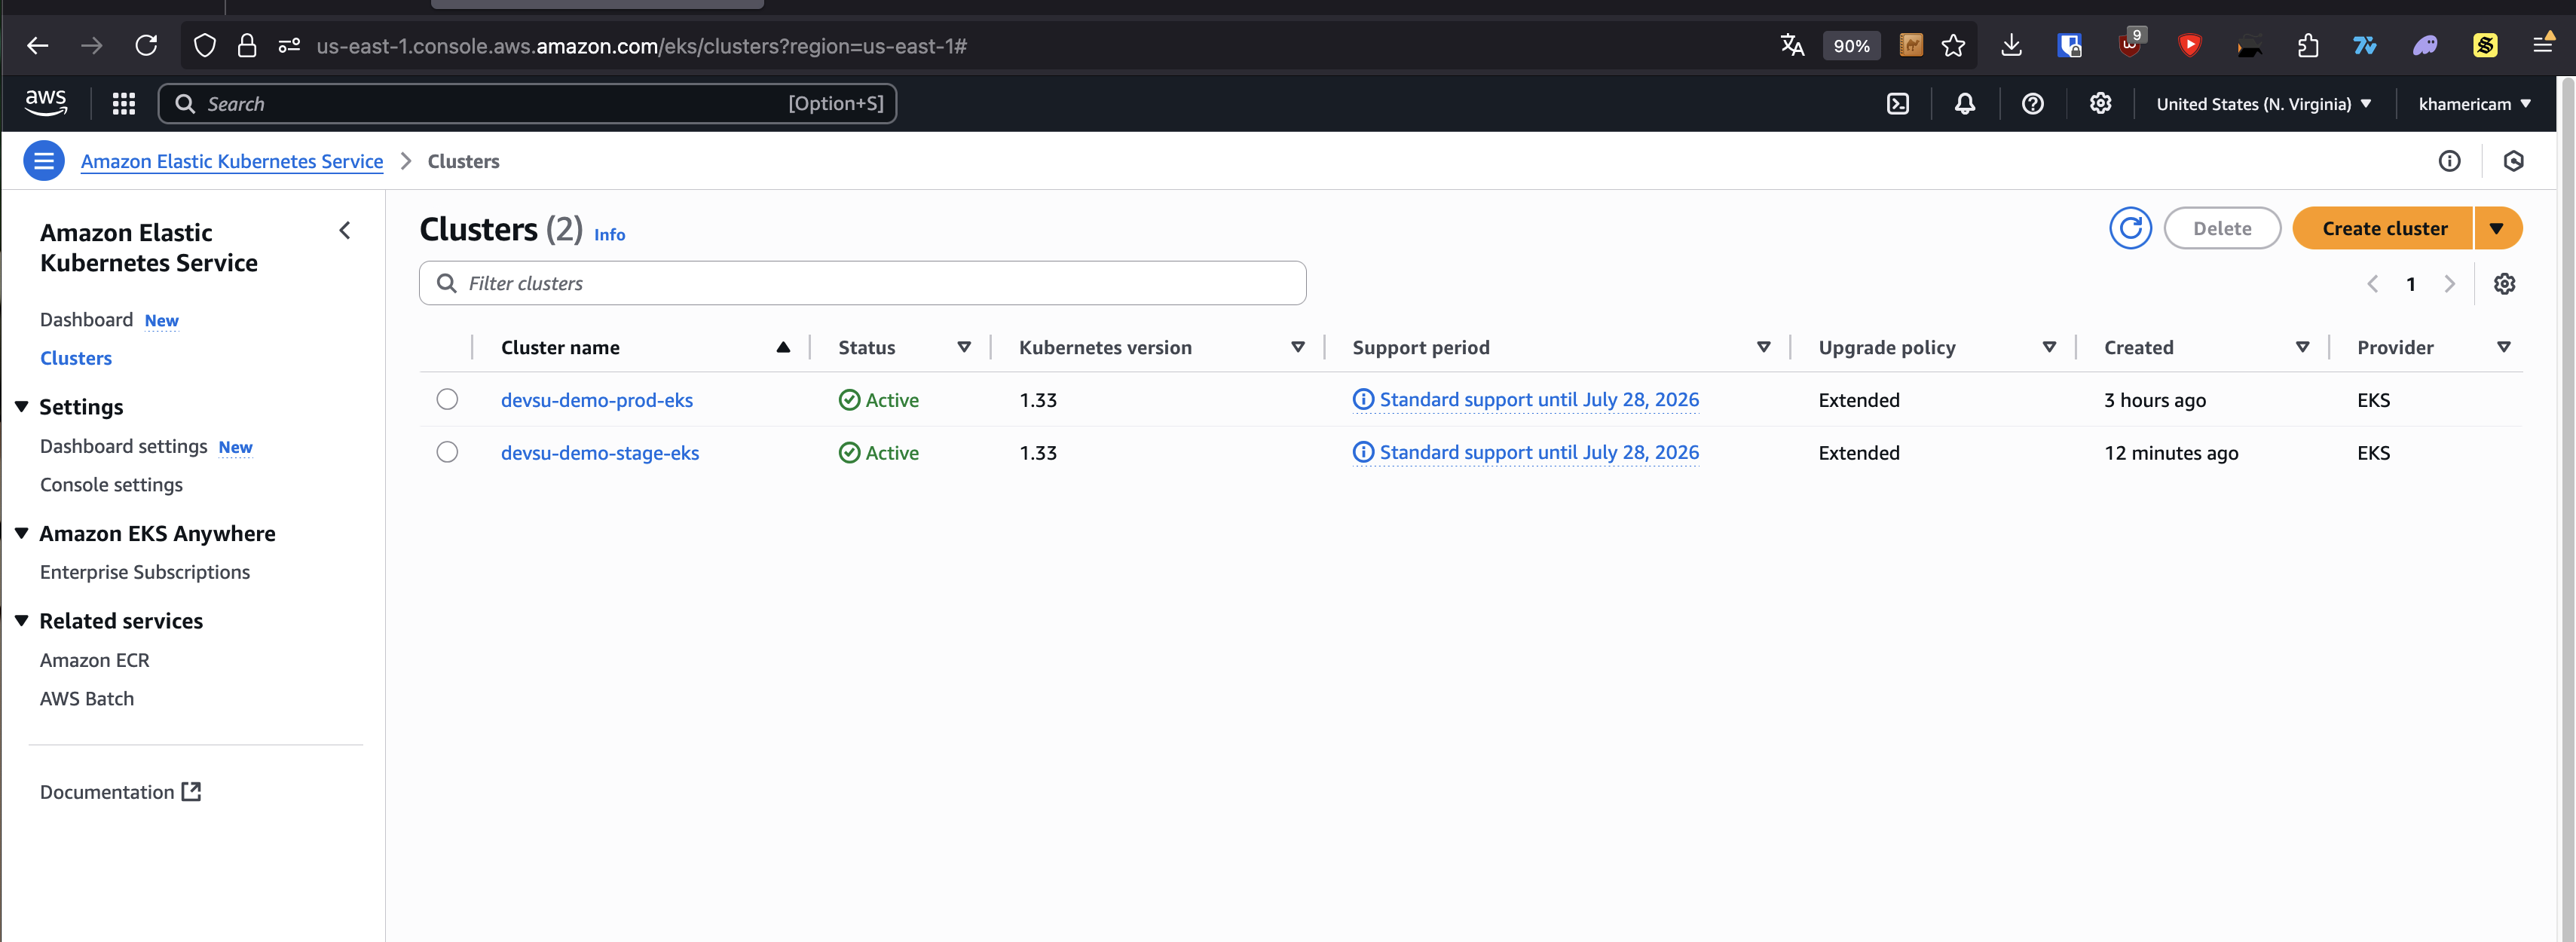 us-east-1.console.aws.amazon.com/eks/clusters?region=us-east-1#
90%
9
aws
Search
[Option+S]
United States (N. Virginia)
khamericam
Amazon Elastic Kubernetes Service
Clusters
Amazon Elastic
Kubernetes Service
Dashboard New
Clusters
Settings
Dashboard settings New
Console settings
Amazon EKS Anywhere
Enterprise Subscriptions
Related services
Amazon ECR
AWS Batch
Documentation
Clusters (2) Info
Delete
Create cluster
Filter clusters
1
Cluster name Status Kubernetes version Support period Upgrade policy Created Provider
devsu-demo-prod-eks Active 1.33 Standard support until July 28, 2026 Extended 3 hours ago EKS
devsu-demo-stage-eks Active 1.33 Standard support until July 28, 2026 Extended 12 minutes ago EKS